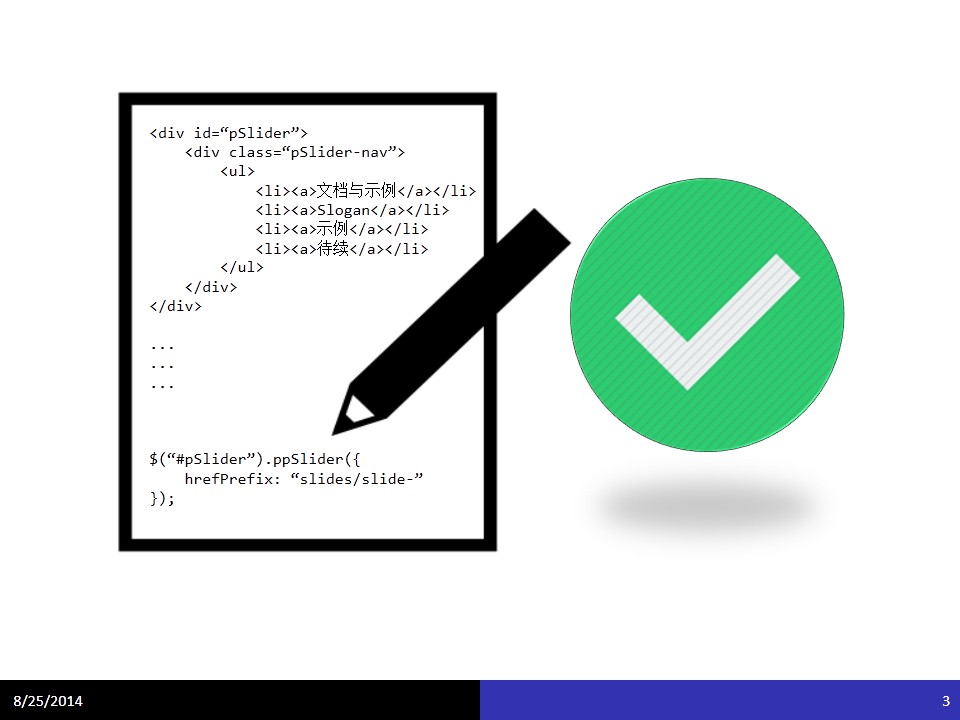 <div id=“pSlider”>
    <div class=“pSlider-nav”>
        <ul>
            <li><a>文档与示例</a></li>
            <li><a>Slogan</a></li>
            <li><a>示例</a></li>
            <li><a>待续</a></li>
        </ul>
    </div>
</div>
...
...
...
$(“#pSlider”).ppSlider({
    hrefPrefix: “slides/slide-”
});
8/25/2014
3